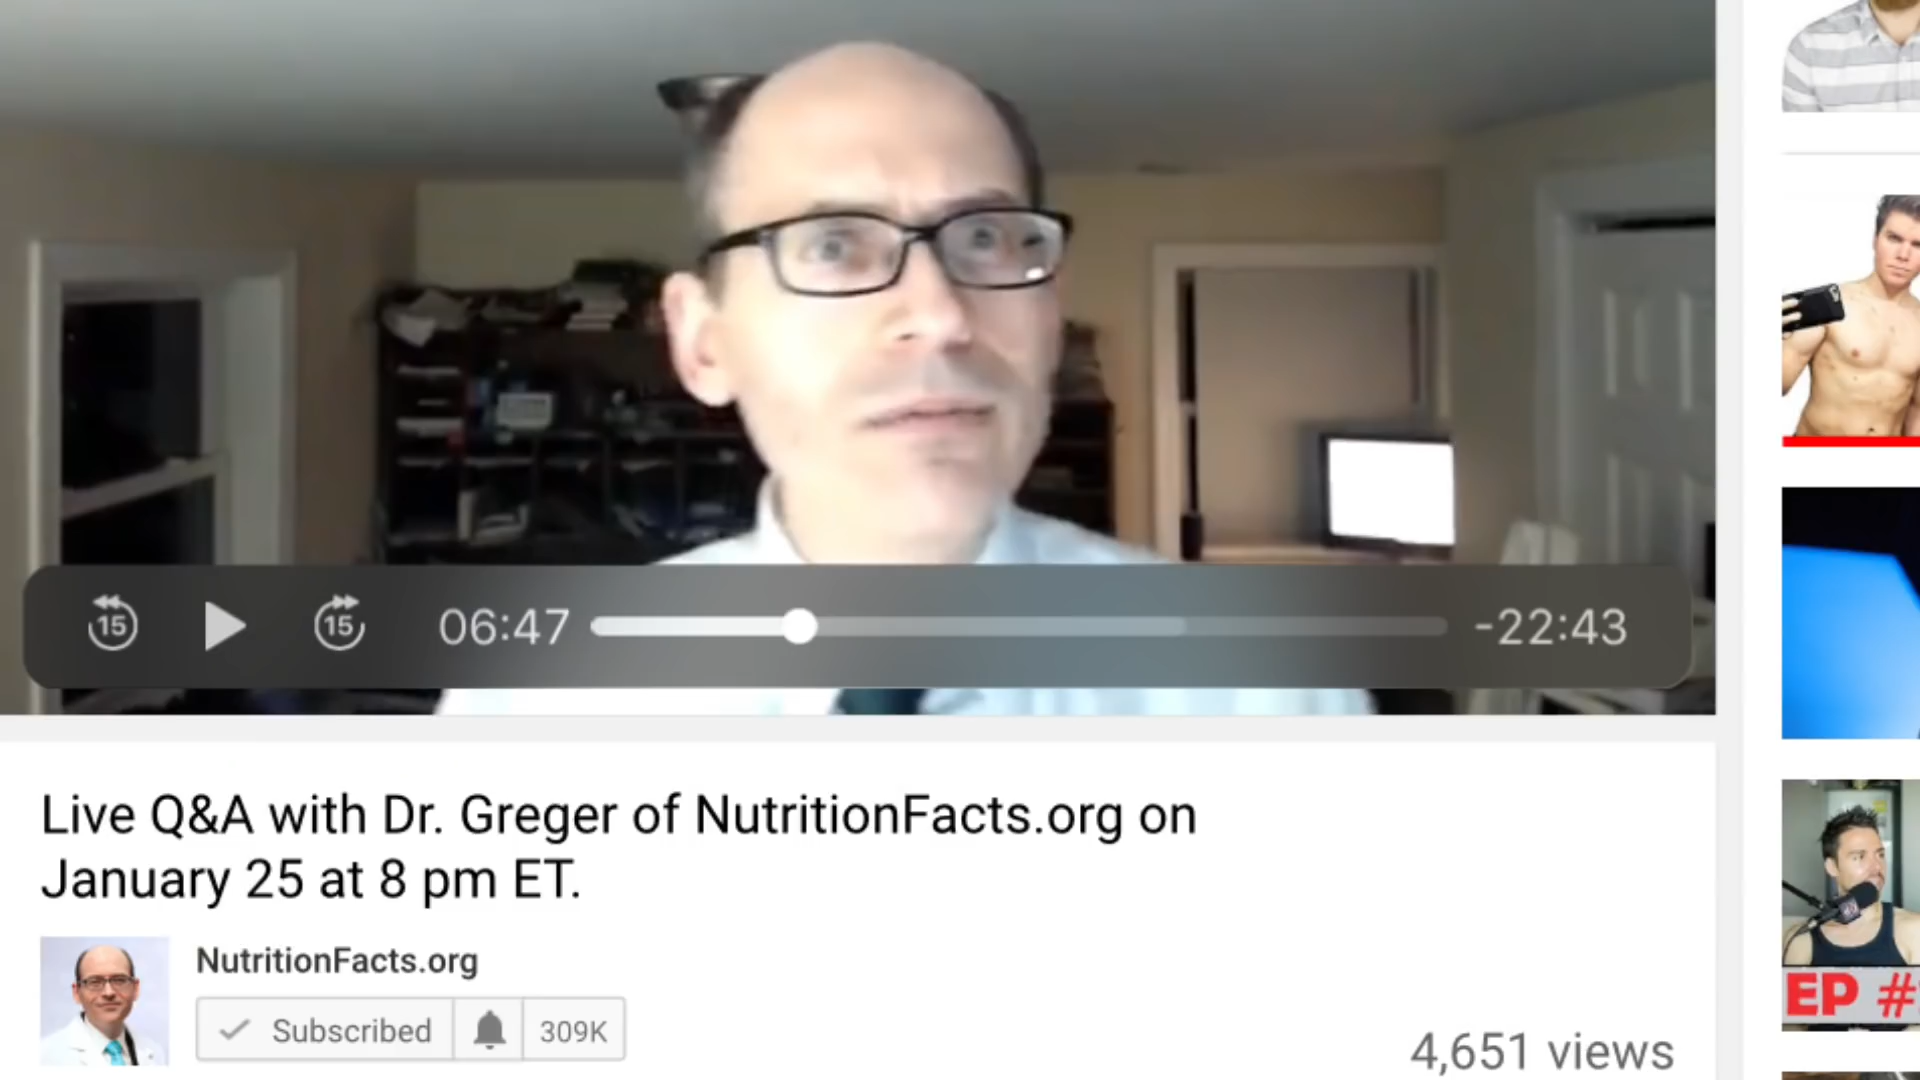 15
15
06:47
-22:43
Live Q&A with Dr. Greger of NutritionFacts.org on
January 25 at 8 pm ET.
NutritionFacts.org
Subscribed
309K
4,651 views
EP #